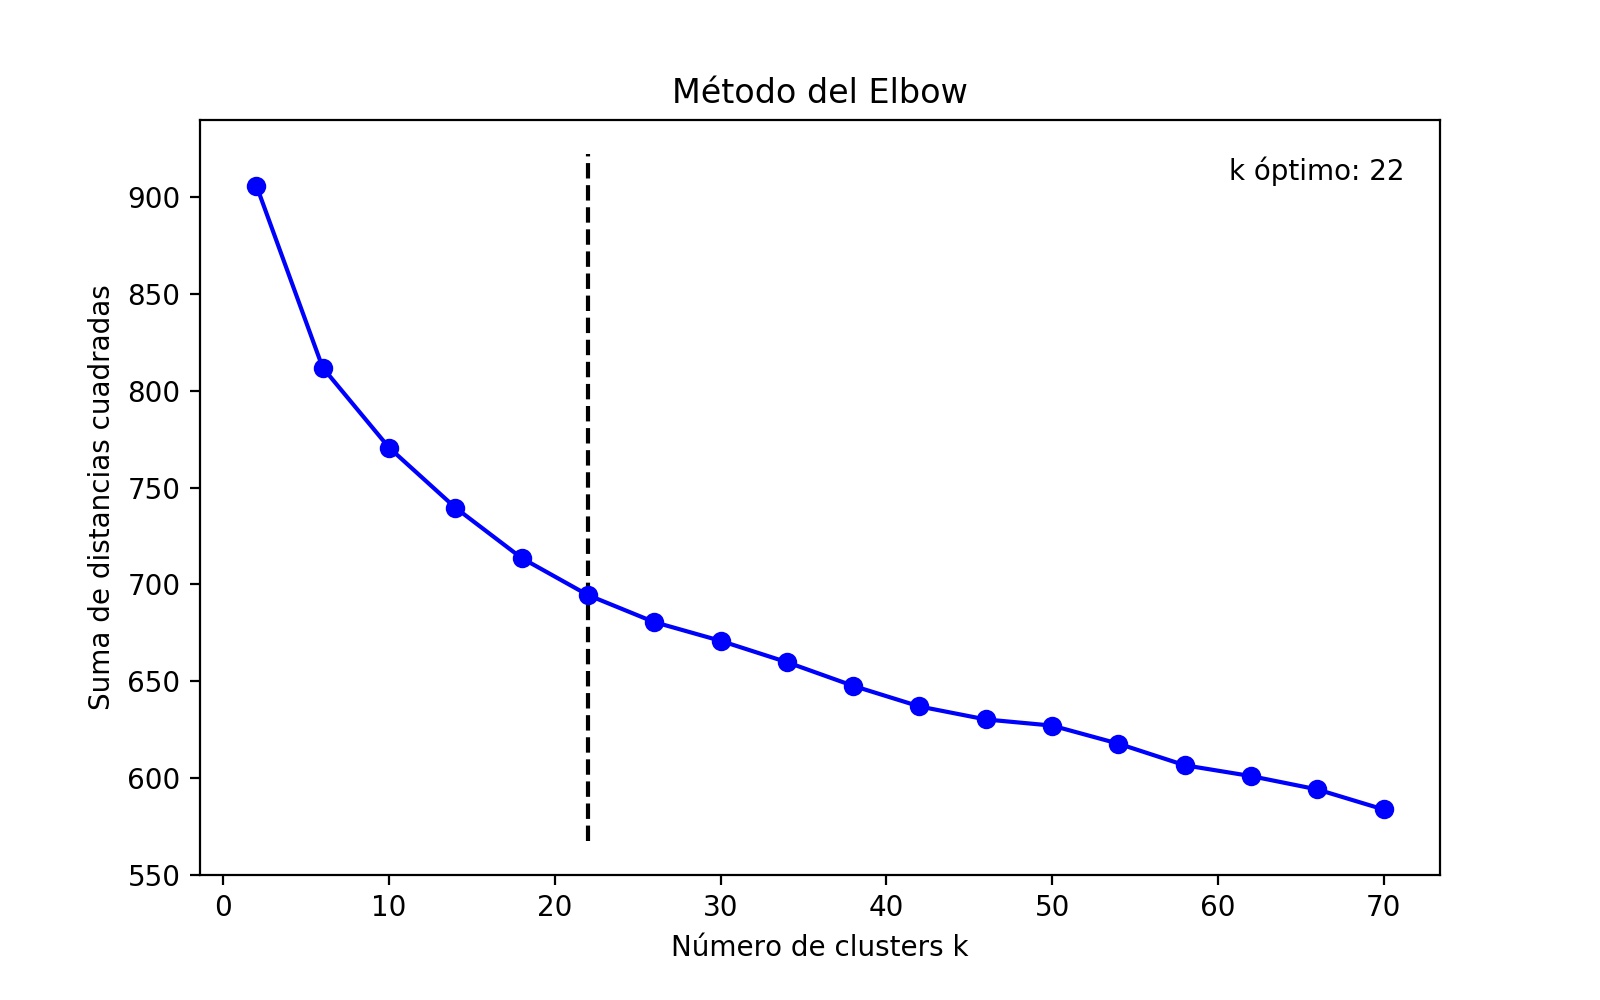 Método del Elbow
k óptimo: 22
Suma de distancias cuadradas
900
850
800
750
700
650
600
550
0 10 20 30 40 50 60 70
Número de clusters k